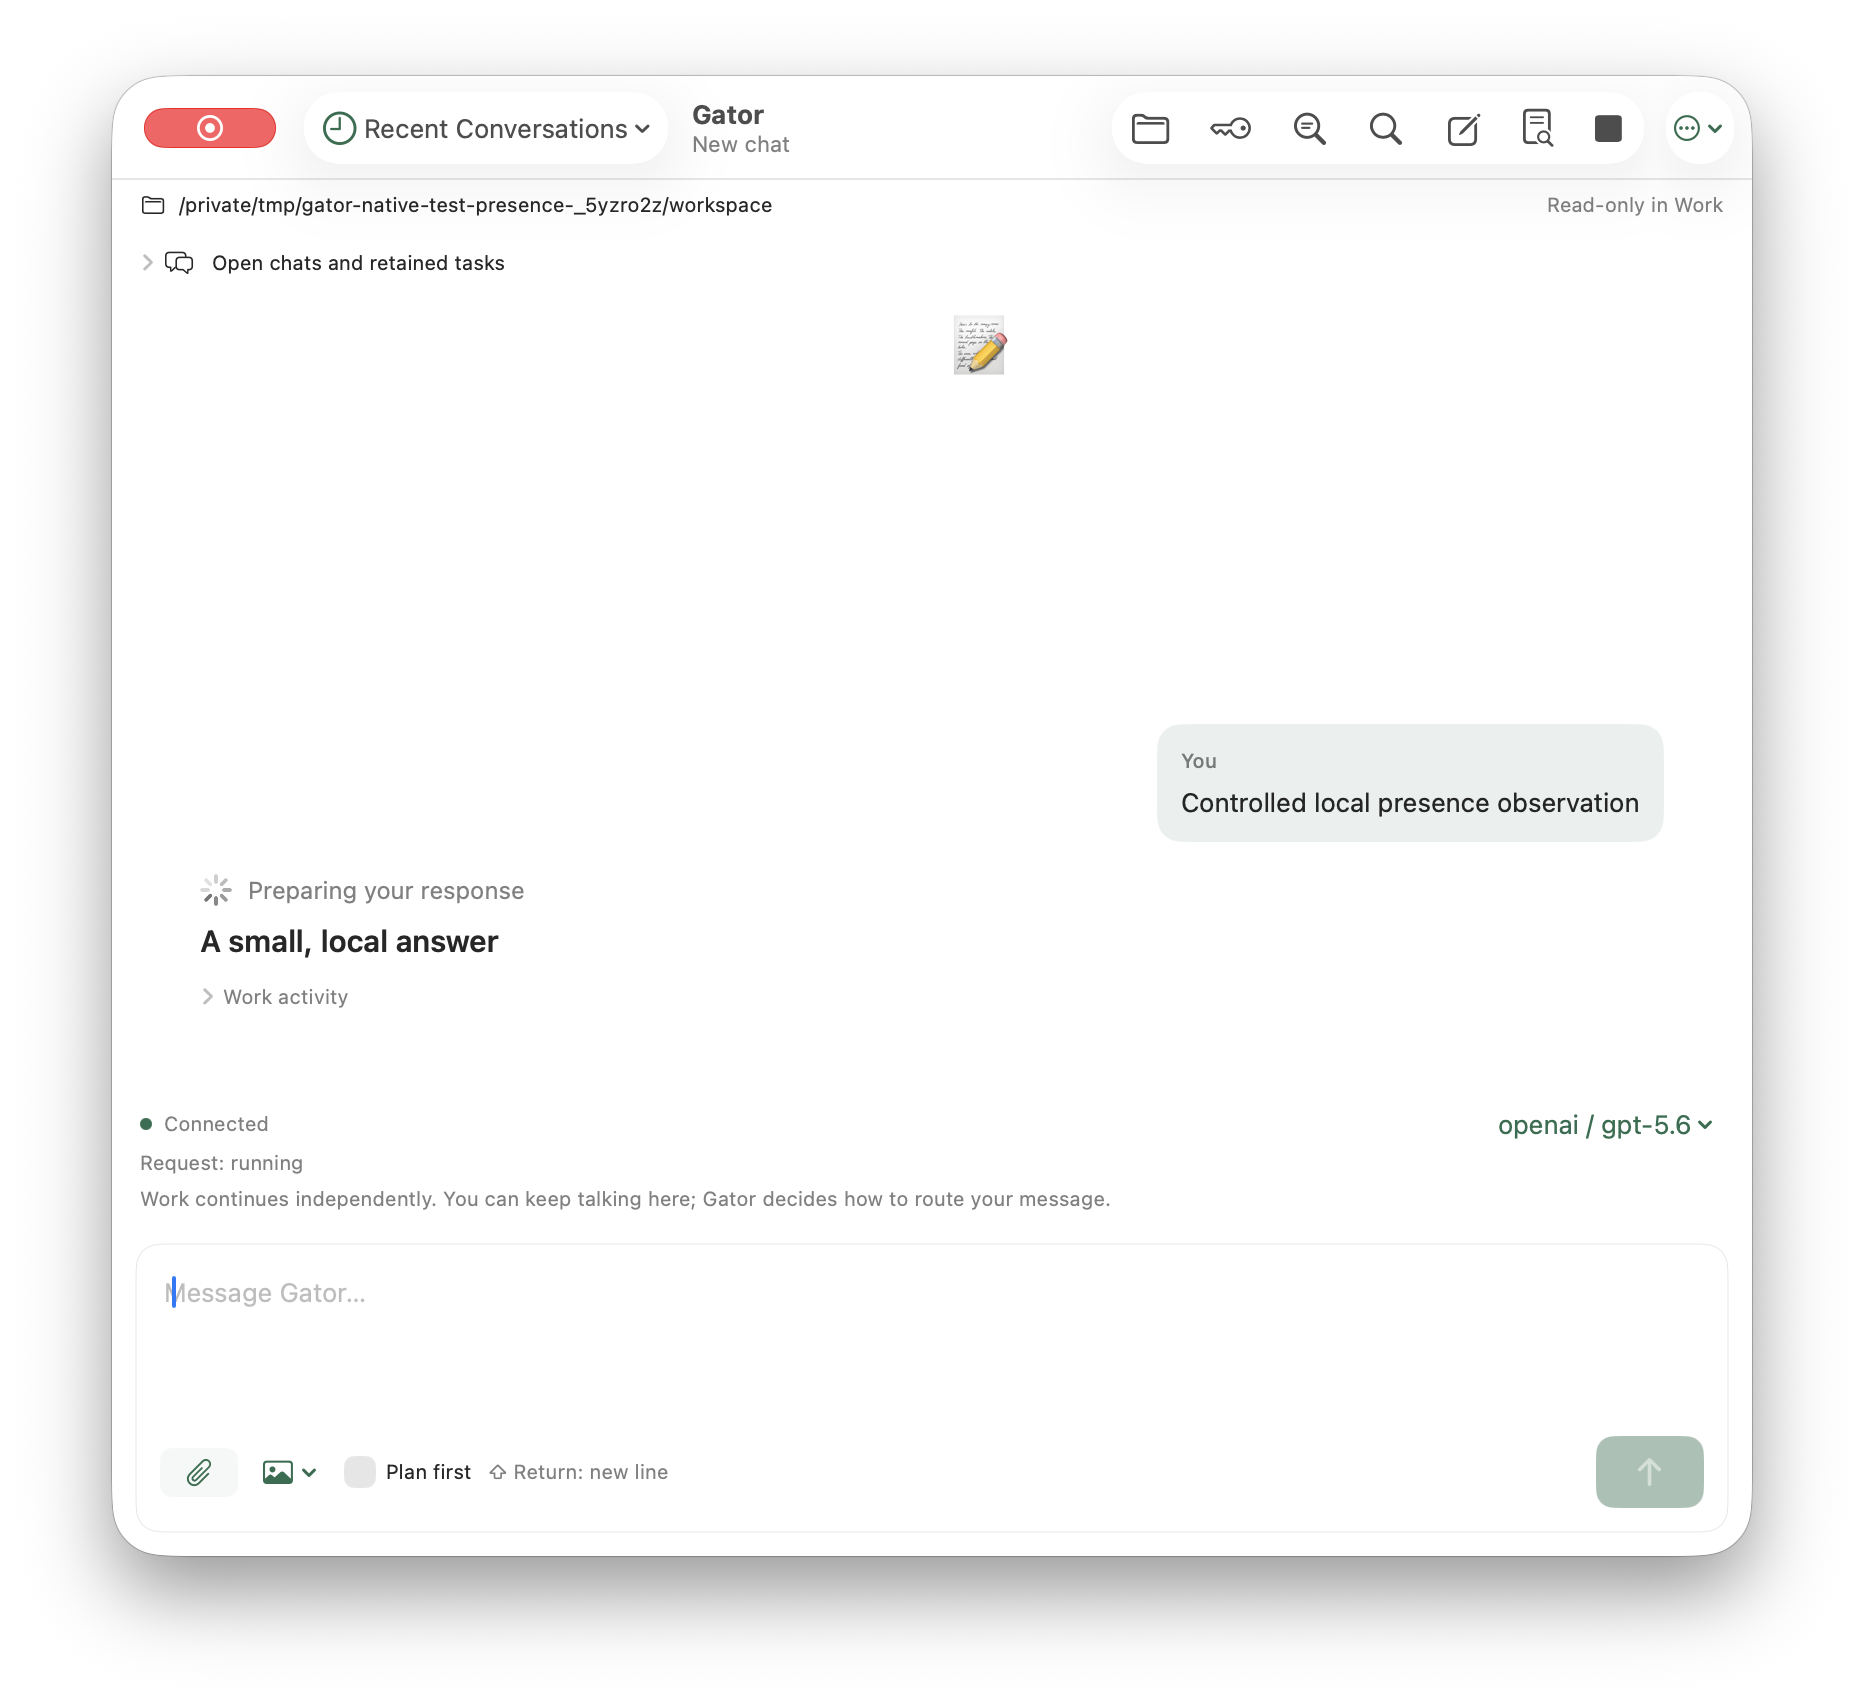 Recent Conversations
Gator
New chat
/private/tmp/gator-native-test-presence-_5yzro2z/workspace
Read-only in Work
Open chats and retained tasks
You
Controlled local presence observation
Preparing your response
A small, local answer
Work activity
Connected
openai / gpt-5.6
Request: running
Work continues independently. You can keep talking here; Gator decides how to route your message.
Message Gator...
Plan first
Return: new line